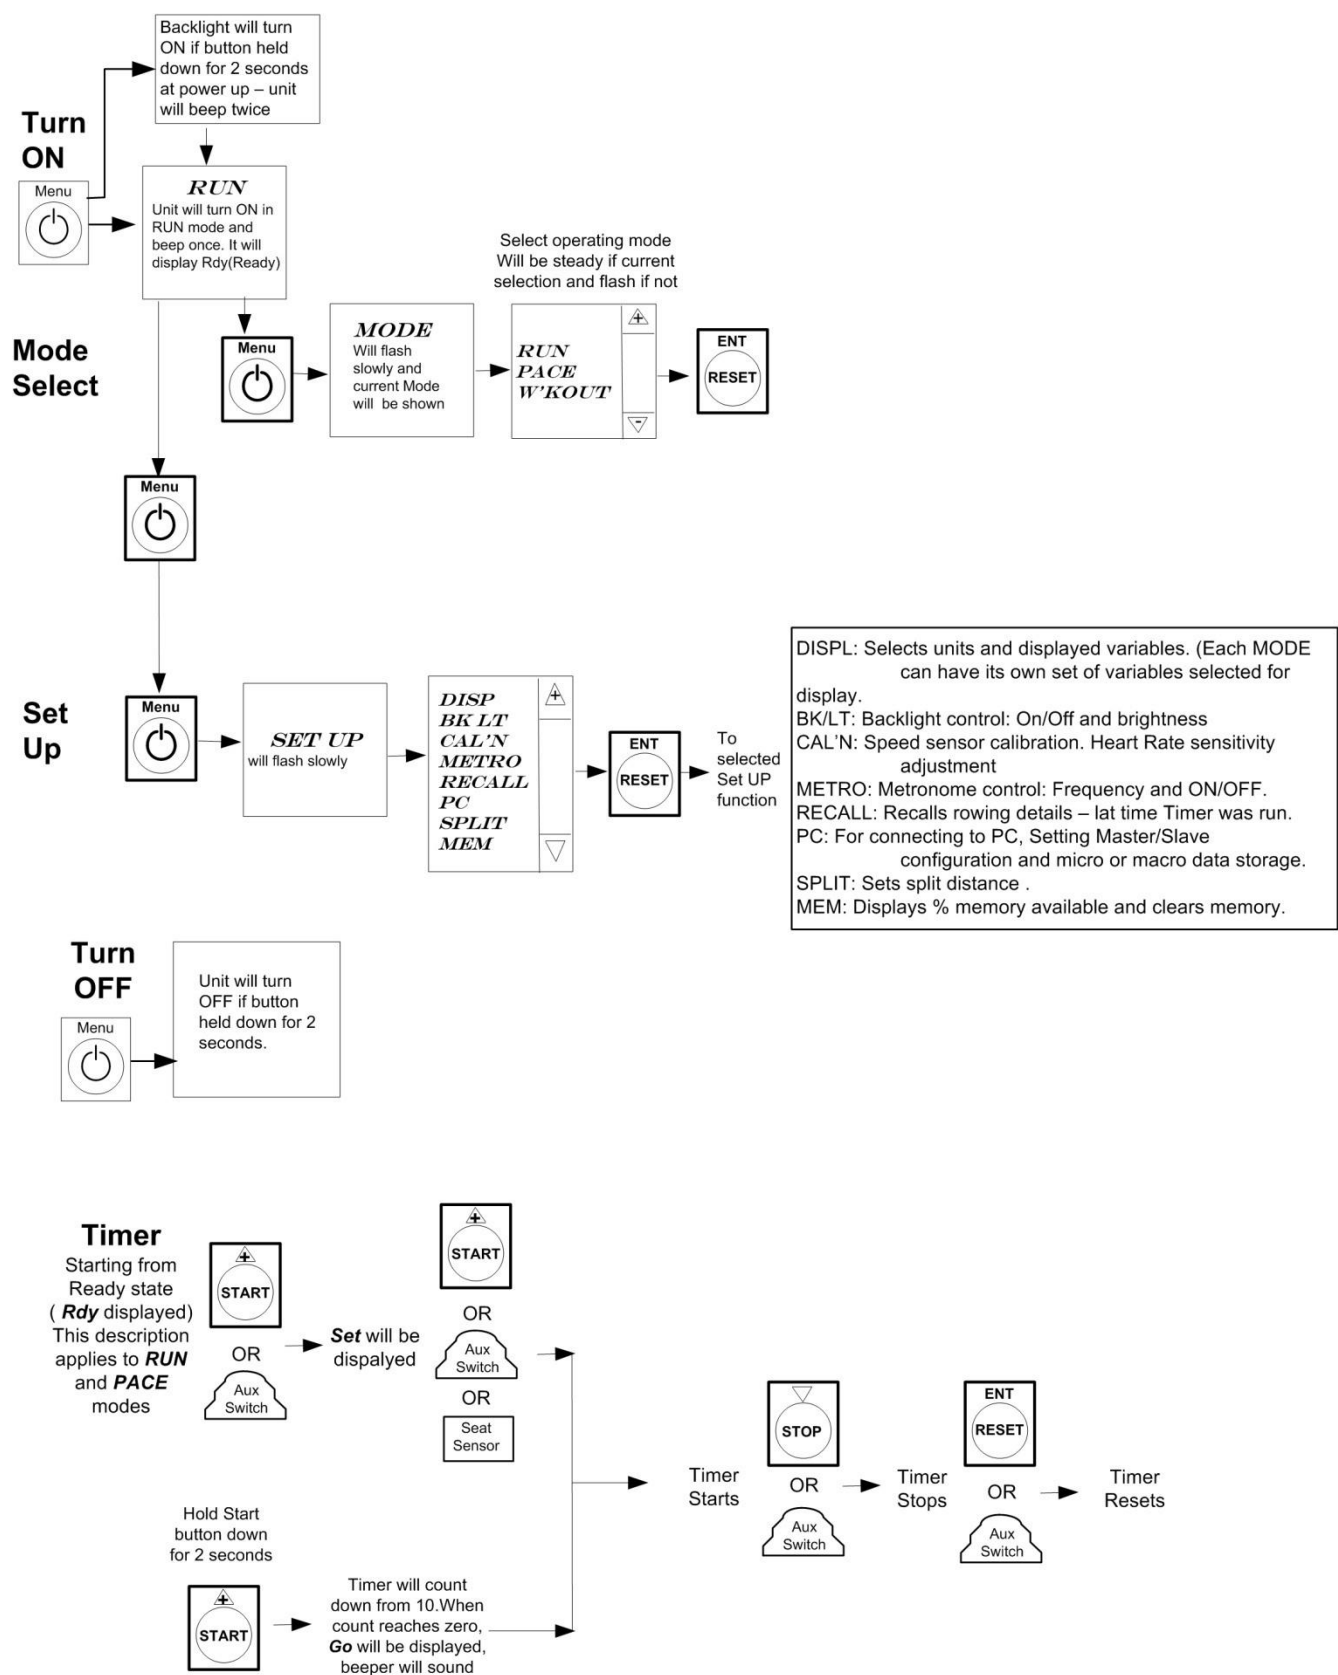 Backlight will turn
ON if button held
down for 2 seconds
at power up – unit
will beep twice
Turn
ON
Menu
RUN
Unit will turn ON in
RUN mode and
beep once. It will
display Rdy(Ready)
Select operating mode
Will be steady if current
selection and flash if not
Mode
Select
Menu
MODE
Will flash
slowly and
current Mode
will be shown
+
RUN
PACE
W'KOUT
-
ENT
RESET
Menu
Set
Up
Menu
SET UP
will flash slowly
+
DISP
BK LT
CAL'N
METRO
RECALL
PC
SPLIT
MEM
ENT
RESET
To
selected
Set UP
function
DISPL: Selects units and displayed variables. (Each MODE
can have its own set of variables selected for
display.
BK/LT: Backlight control: On/Off and brightness
CAL'N: Speed sensor calibration. Heart Rate sensitivity
adjustment
METRO: Metronome control: Frequency and ON/OFF.
RECALL: Recalls rowing details – lat time Timer was run.
PC: For connecting to PC, Setting Master/Slave
configuration and micro or macro data storage.
SPLIT: Sets split distance .
MEM: Displays % memory available and clears memory.
Turn
OFF
Menu
Unit will turn
OFF if button
held down for 2
seconds.
Timer
Starting from
Ready state
( Rdy displayed)
This description
applies to RUN
and PACE
modes
+
START
OR
Aux
Switch
Set will be
dispalyed
+
START
OR
Aux
Switch
OR
Seat
Sensor
Timer
Starts
STOP
OR
Aux
Switch
Timer
Stops
ENT
RESET
OR
Aux
Switch
Timer
Resets
Hold Start
button down
for 2 seconds
+
START
Timer will count
down from 10.When
count reaches zero,
Go will be displayed,
beeper will sound